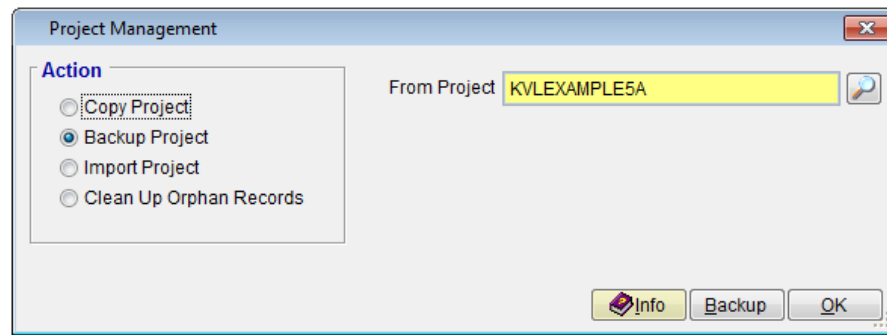 Project Management
Action
Copy Project
Backup Project
Import Project
Clean Up Orphan Records
From Project KVLEXAMPLE5A
Info Backup OK